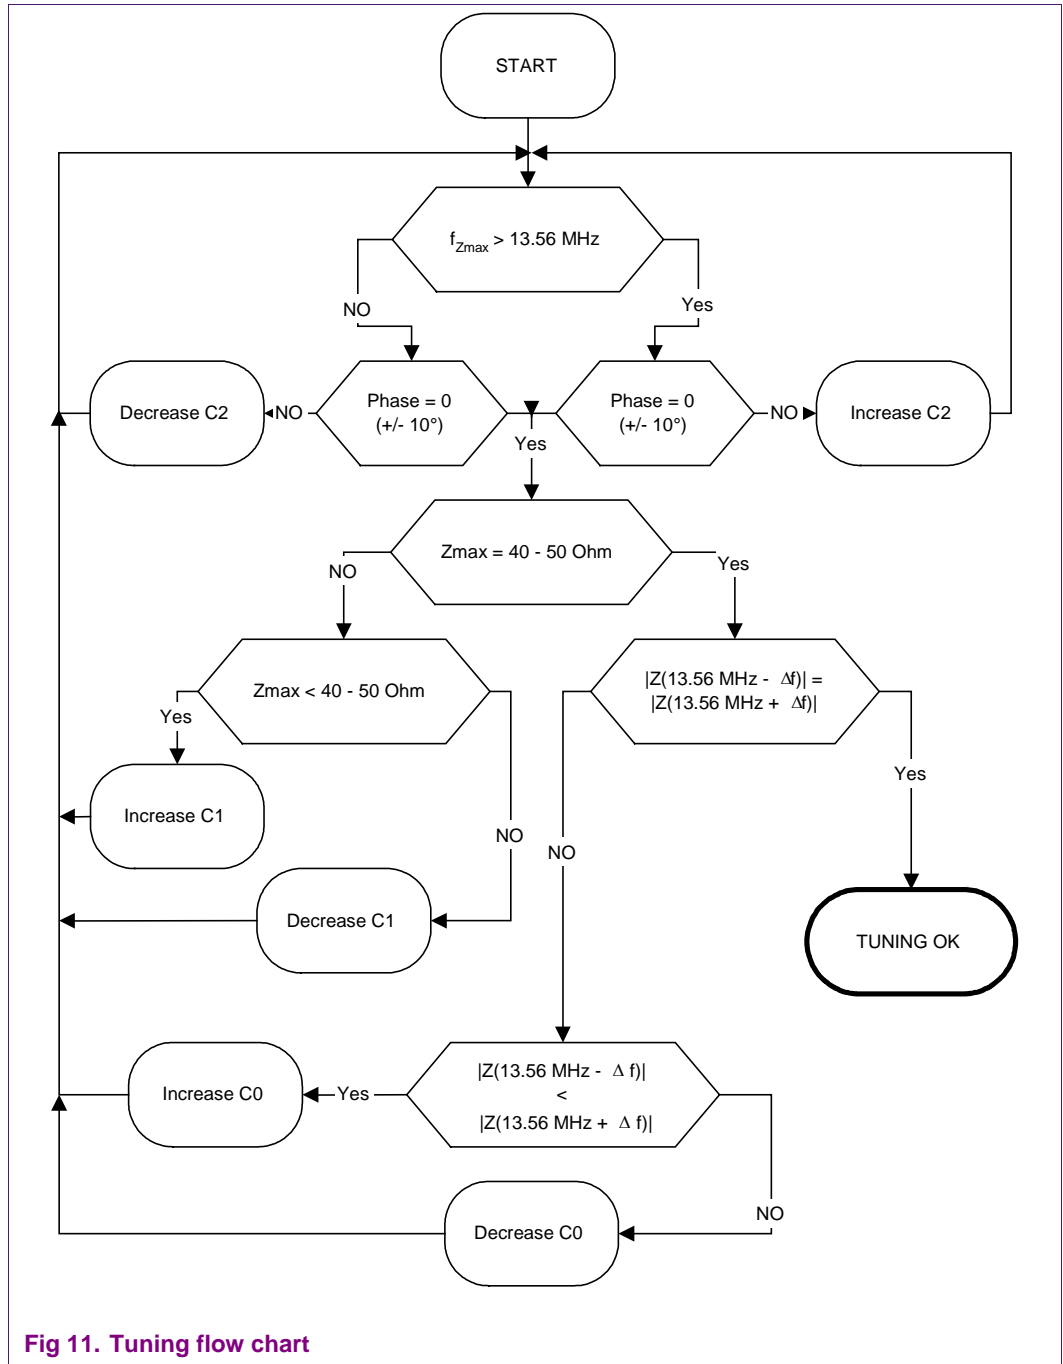 START
fZmax > 13.56 MHz
NO
Yes
Decrease C2
NO
Phase = 0
(+/- 10°)
Yes
Phase = 0
(+/- 10°)
NO
Increase C2
Zmax = 40 - 50 Ohm
NO
Yes
Zmax < 40 - 50 Ohm
|Z(13.56 MHz - Δf)| =
|Z(13.56 MHz + Δf)|
Yes
Yes
Increase C1
NO
NO
Decrease C1
TUNING OK
Increase C0
Yes
|Z(13.56 MHz - Δ f)|
<
|Z(13.56 MHz + Δ f)|
NO
Decrease C0
Fig 11. Tuning flow chart